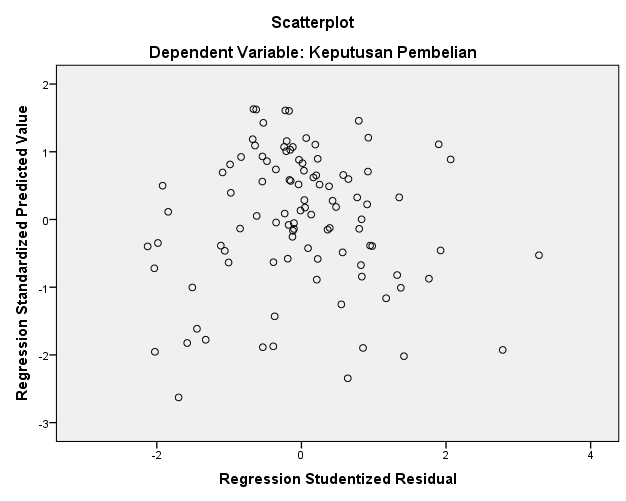 Scatterplot
Dependent Variable: Keputusan Pembelian
Regression Standardized Predicted Value
2
1
0
-1
-2
-3
-2
0
2
4
Regression Studentized Residual